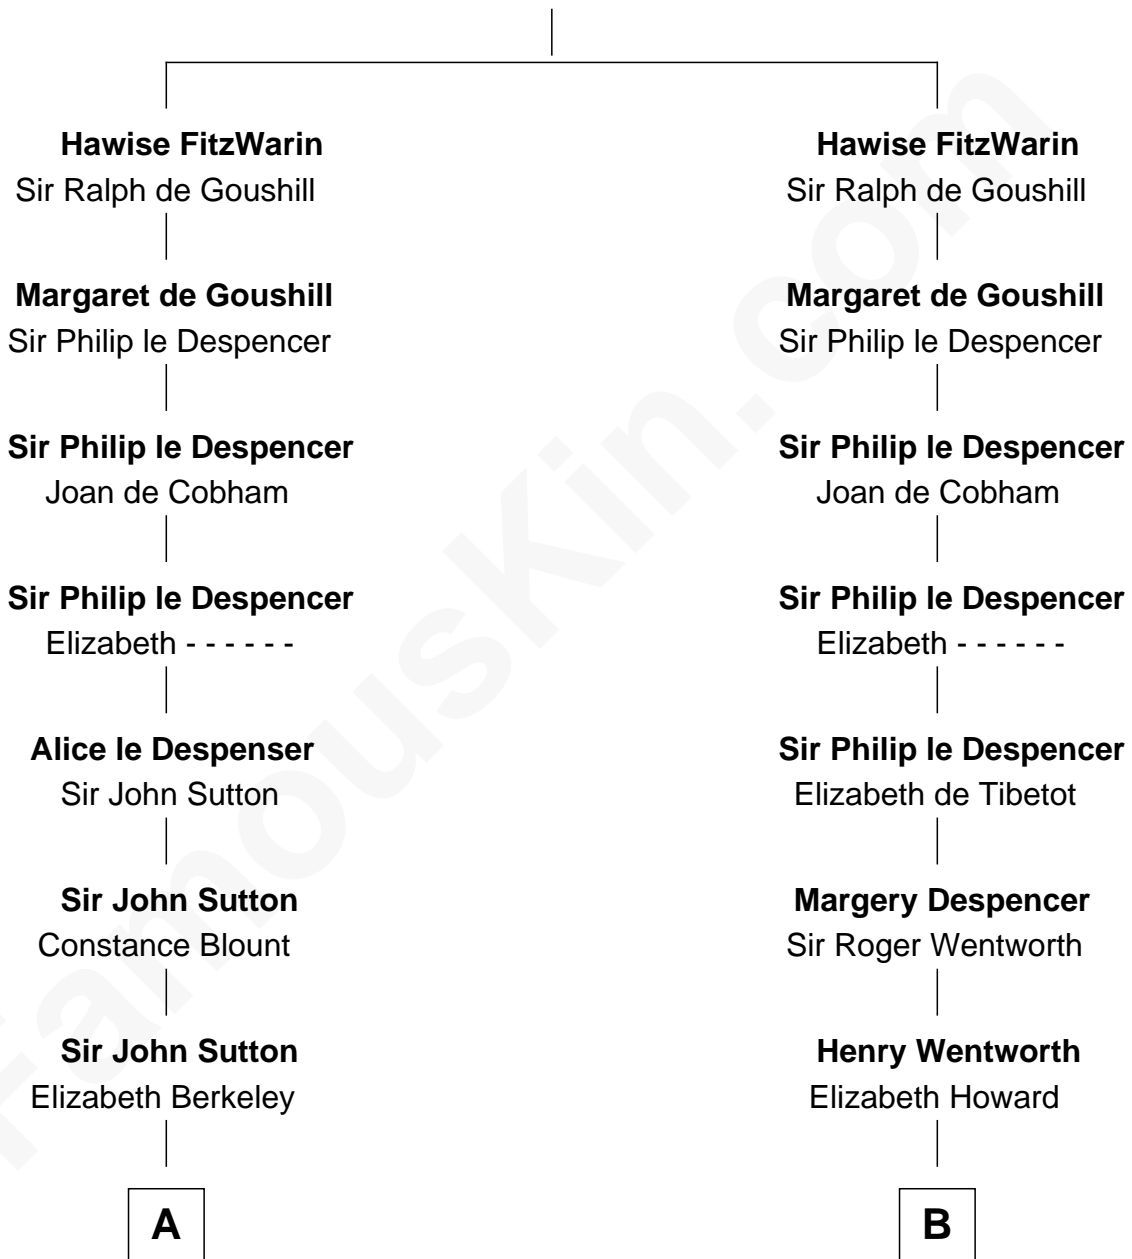 Hawise FitzWarin
Sir Ralph de Goushill
Margaret de Goushill
Sir Philip le Despencer
Sir Philip le Despencer
Joan de Cobham
Sir Philip le Despencer
Elizabeth - - - - - -
Alice le Despenser
Sir John Sutton
Sir John Sutton
Constance Blount
Sir John Sutton
Elizabeth Berkeley
A
Hawise FitzWarin
Sir Ralph de Goushill
Margaret de Goushill
Sir Philip le Despencer
Sir Philip le Despencer
Joan de Cobham
Sir Philip le Despencer
Elizabeth - - - - - -
Sir Philip le Despencer
Elizabeth de Tibetot
Margery Despencer
Sir Roger Wentworth
Henry Wentworth
Elizabeth Howard
B
FamousKin.com